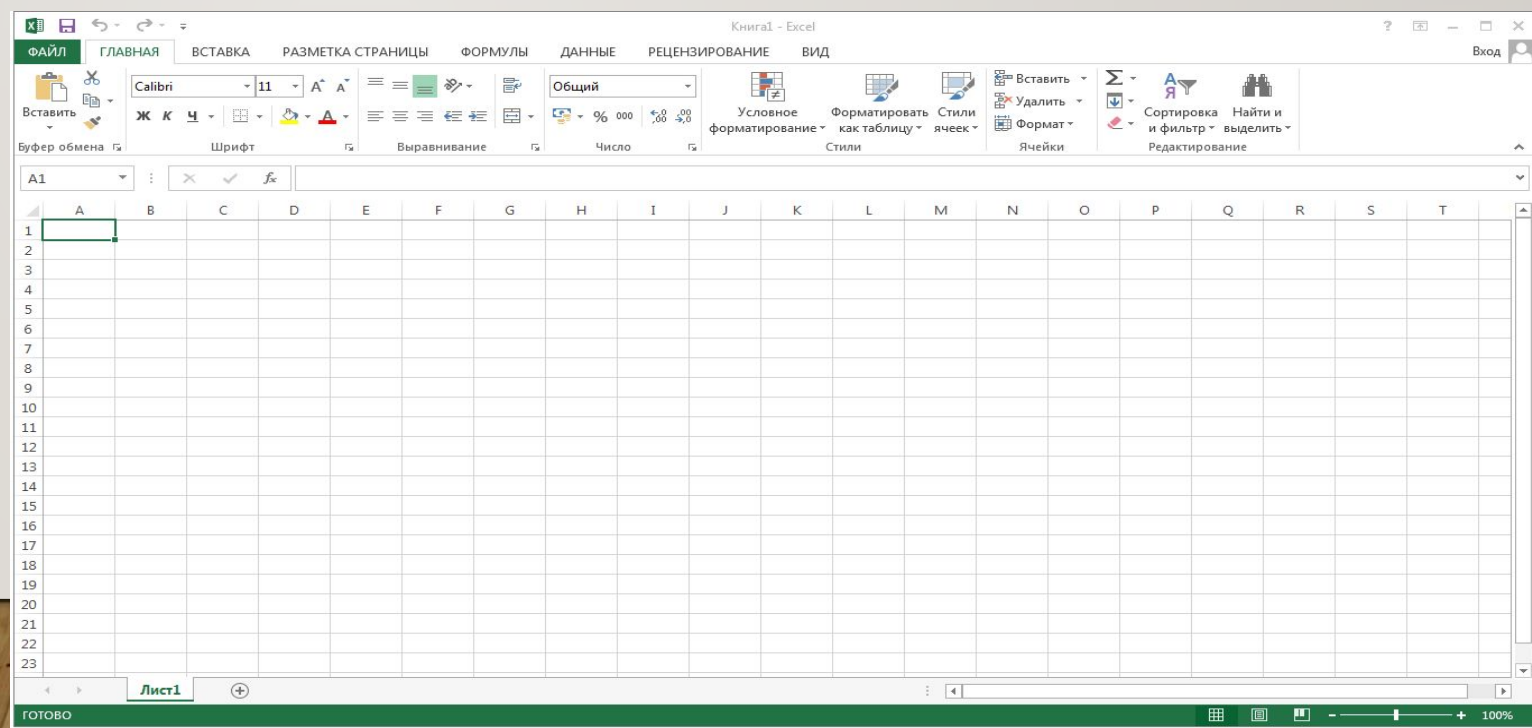 Книга1 - Excel
ФАЙЛ ГЛАВНАЯ ВСТАВКА РАЗМЕТКА СТРАНИЦЫ ФОРМУЛЫ ДАННЫЕ РЕЦЕНЗИРОВАНИЕ ВИД Вход
Calibri 11 Общий Вставить
Удалить
Вставить Ж К Ч % 000 Условное форматирование Форматировать как таблицу Стили ячеек Формат Сортировка и фильтр Найти и выделить
Буфер обмена Шрифт Выравнивание Число Стили Ячейки Редактирование
A1 fx
A B C D E F G H I J K L M N O P Q R S T
1
2
3
4
5
6
7
8
9
10
11
12
13
14
15
16
17
18
19
20
21
22
23
Лист1
ГОТОВО 100%